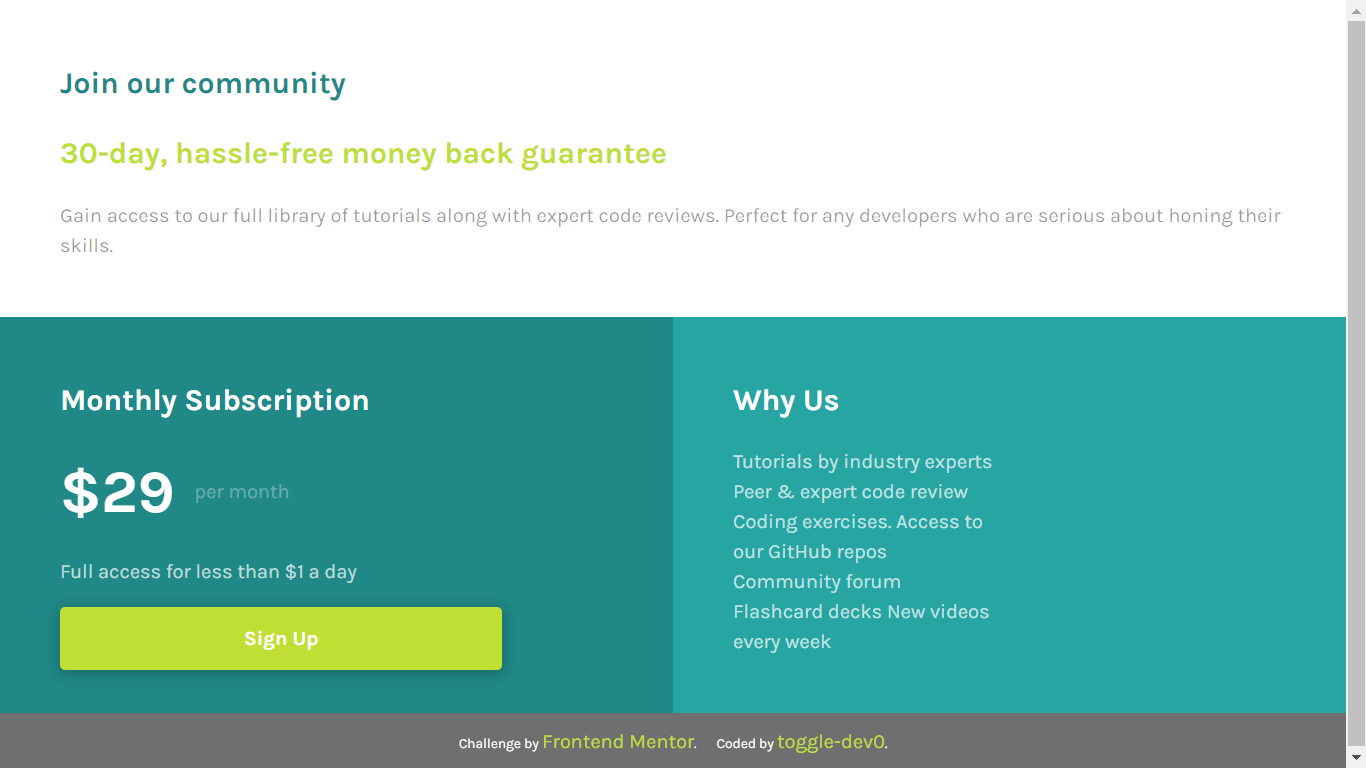 Join our community
30-day, hassle-free money back guarantee
Gain access to our full library of tutorials along with expert code reviews. Perfect for any developers who are serious about honing their
skills.
Monthly Subscription
$29 per month
Full access for less than $1 a day
Sign Up
Why Us
Tutorials by industry experts
Peer & expert code review
Coding exercises. Access to
our GitHub repos
Community forum
Flashcard decks New videos
every week
Challenge by Frontend Mentor. Coded by toggle-dev0.